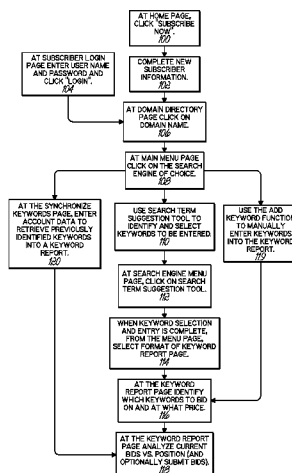 AT HOME PAGE,
CLICK "SUBSCRIBE
NOW".
100
AT SUBSCRIBER LOGIN
PAGE ENTER USER NAME
AND PASSWORD AND
CLICK "LOGIN".
104
COMPLETE NEW
SUBSCRIBER
INFORMATION.
102
AT DOMAIN DIRECTORY
PAGE CLICK ON
DOMAIN NAME.
106
AT MAIN MENU PAGE
CLICK ON THE SEARCH
ENGINE OF CHOICE.
108
AT THE SYNCHRONIZE
KEYWORDS PAGE, ENTER
ACCOUNT DATA TO
RETRIEVE PREVIOUSLY
IDENTIFIED KEYWORDS
INTO A KEYWORD
REPORT.
120
USE SEARCH TERM
SUGGESTION TOOL TO
IDENTIFY AND SELECT
KEYWORDS TO BE ENTERED.
110
USE THE ADD
KEYWORD FUNCTION
TO MANUALLY
ENTER KEYWORDS
INTO THE KEYWORD
REPORT.
119
AT SEARCH ENGINE MENU
PAGE, CLICK ON SEARCH
TERM SUGGESTION TOOL.
112
WHEN KEYWORD SELECTION
AND ENTRY IS COMPLETE,
FROM THE MENU PAGE,
SELECT FORMAT OF KEYWORD
REPORT PAGE.
114
AT THE KEYWORD
REPORT PAGE IDENTIFY
WHICH KEYWORDS TO BID
ON AND AT WHAT PRICE.
116
AT THE KEYWORD REPORT
PAGE ANALYZE CURRENT
BIDS VS. POSITION (AND
OPTIONALLY SUBMIT BIDS).
118